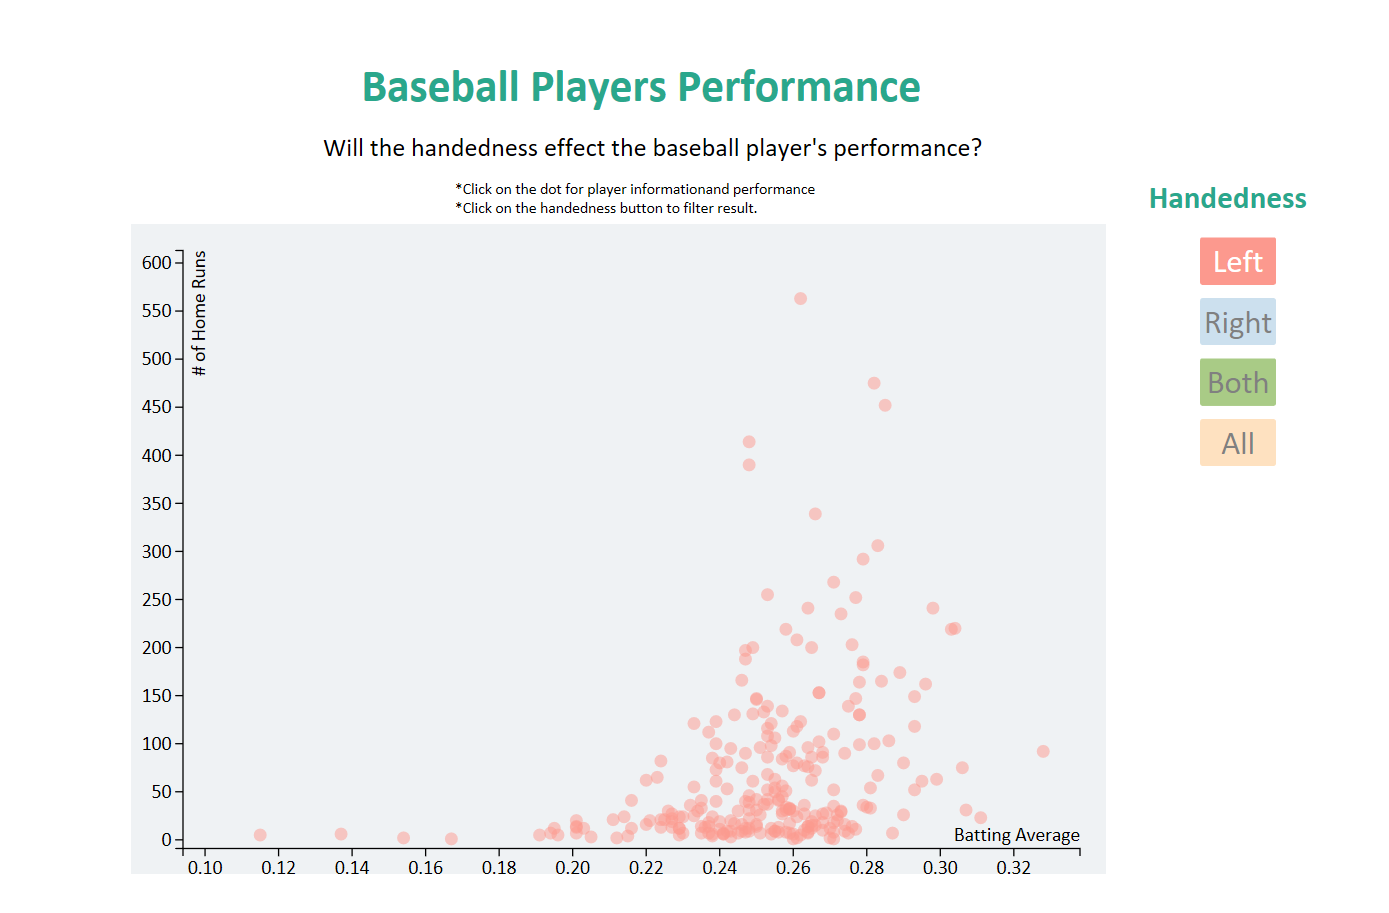 Baseball Players Performance
Will the handedness effect the baseball player's performance?
*Click on the dot for player informationand performance
*Click on the handedness button to filter result.
Handedness
Left
Right
Both
All
# of Home Runs
600
550
500
450
400
350
300
250
200
150
100
50
0
Batting Average
0.10 0.12 0.14 0.16 0.18 0.20 0.22 0.24 0.26 0.28 0.30 0.32